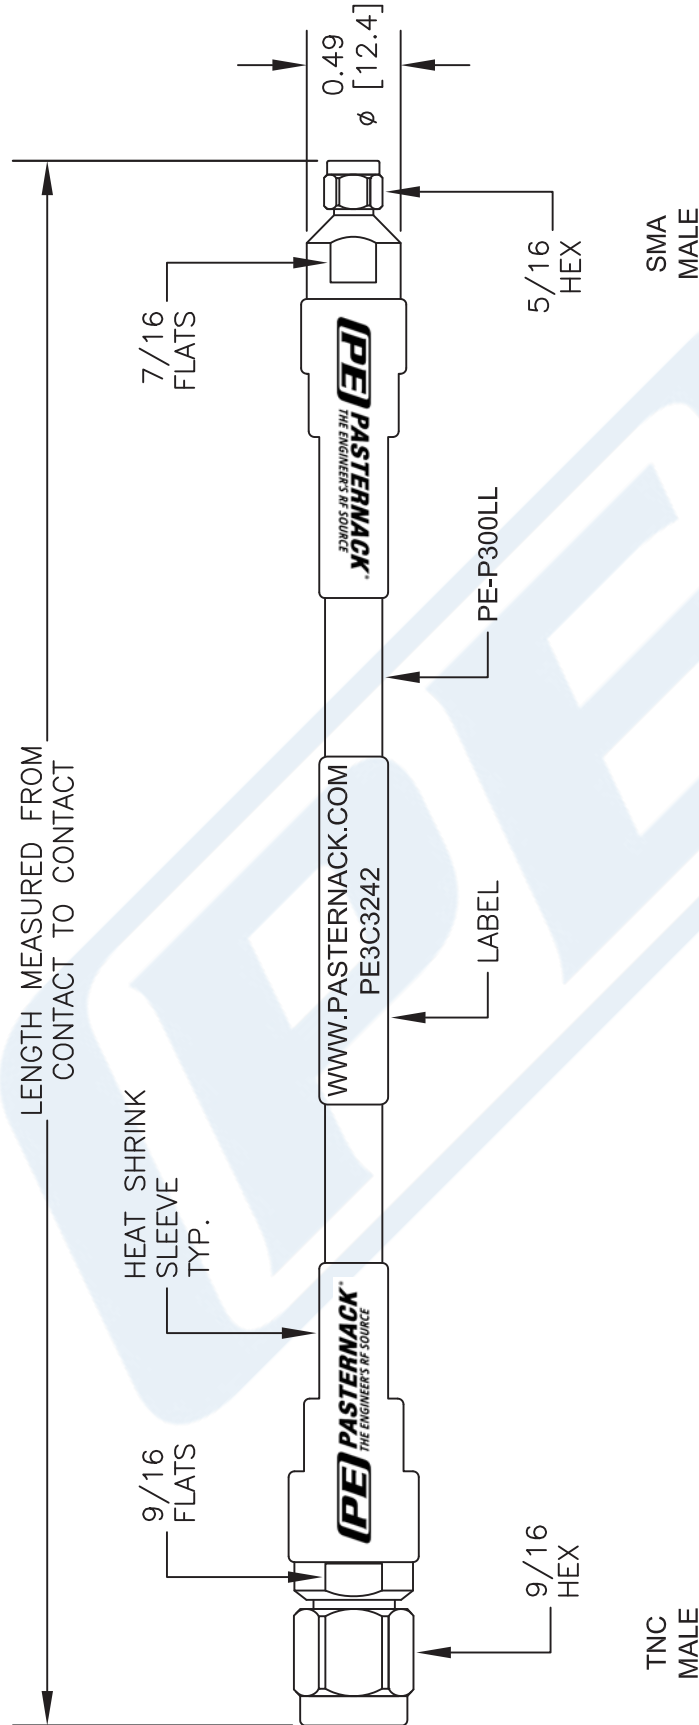 LENGTH MEASURED FROM
CONTACT TO CONTACT
9/16
FLATS
HEAT SHRINK
SLEEVE
TYP.
7/16
FLATS
0.49
ø [12.4]
PE PASTERNACK®
THE ENGINEER'S RF SOURCE
WWW.PASTERNACK.COM
PE3C3242
PE PASTERNACK®
THE ENGINEER'S RF SOURCE
9/16
HEX
LABEL
PE-P300LL
5/16
HEX
TNC
MALE
SMA
MALE
PE